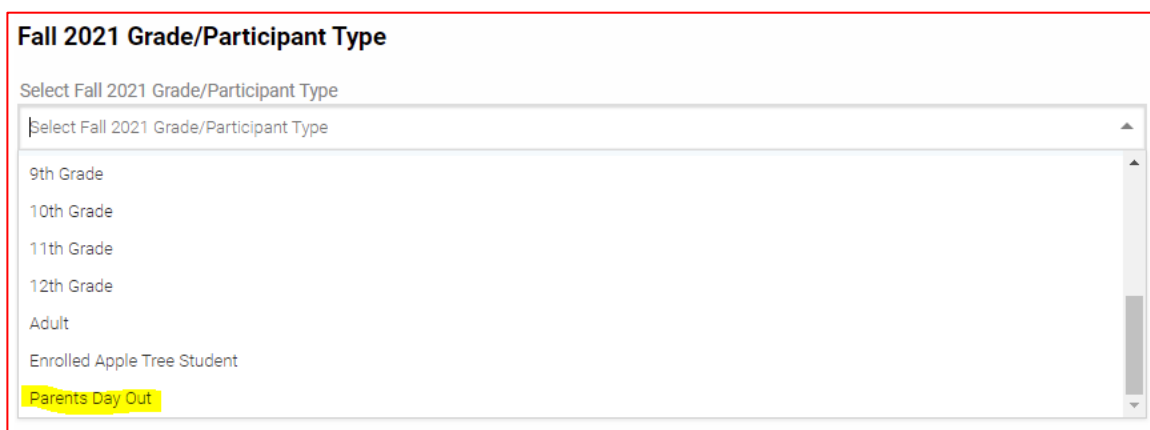 Fall 2021 Grade/Participant Type
Select Fall 2021 Grade/Participant Type
Select Fall 2021 Grade/Participant Type
9th Grade
10th Grade
11th Grade
12th Grade
Adult
Enrolled Apple Tree Student
Parents Day Out